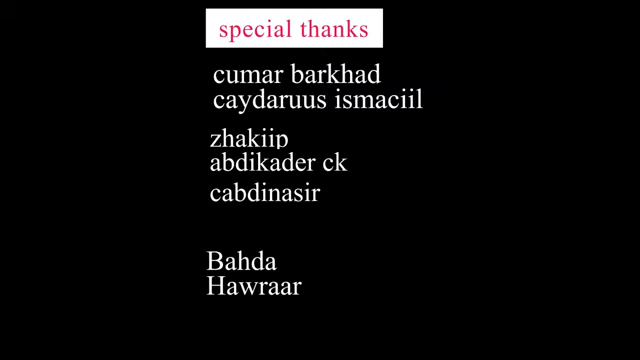 special thanks
cumar barkhad
caydaruus ismaciil
zhakiip
abdikader ck
cabdinasir
Bahda
Hawraar